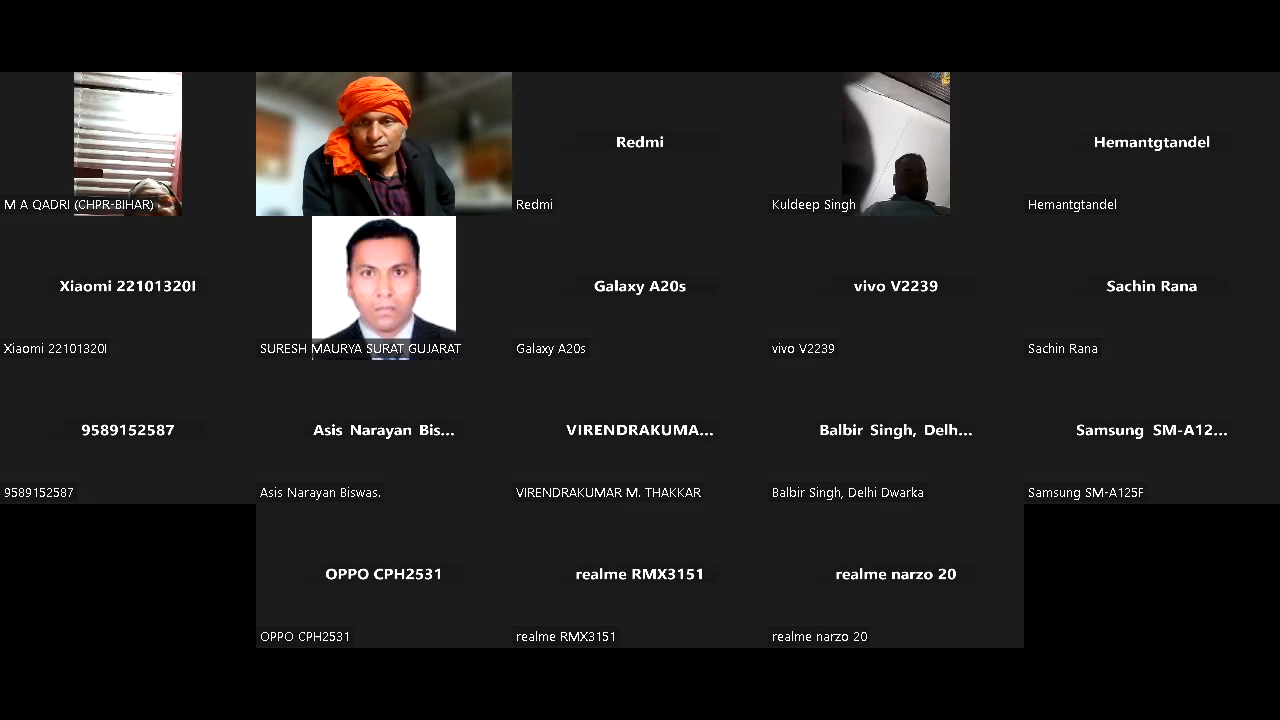 Redmi
Hemantgtandel
M A QADRI (CHPR-BIHAR)
Redmi
Kuldeep Singh
Hemantgtandel
Xiaomi 22101320I
Galaxy A20s
vivo V2239
Sachin Rana
Xiaomi 22101320I
SURESH MAURYA SURAT GUJARAT
Galaxy A20s
vivo V2239
Sachin Rana
9589152587
Asis Narayan Bis...
VIRENDRAKUMA...
Balbir Singh, Delh...
Samsung SM-A12...
9589152587
Asis Narayan Biswas.
VIRENDRAKUMAR M. THAKKAR
Balbir Singh, Delhi Dwarka
Samsung SM-A125F
OPPO CPH2531
realme RMX3151
realme narzo 20
OPPO CPH2531
realme RMX3151
realme narzo 20